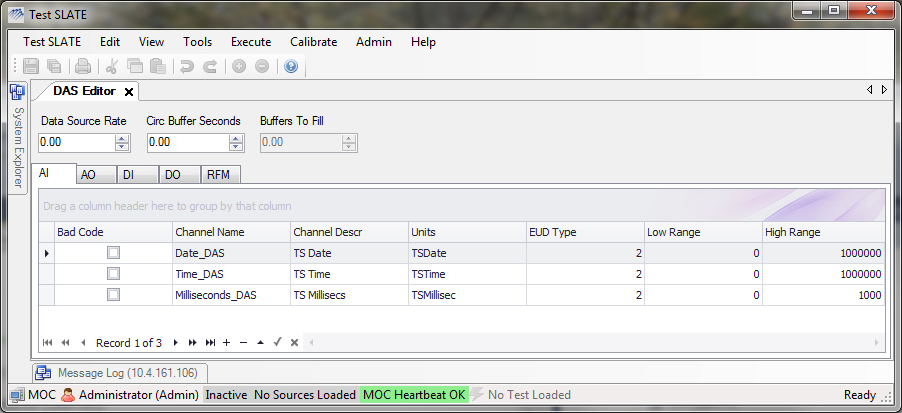 Test SLATE
Test SLATE Edit View Tools Execute Calibrate Admin Help
DAS Editor
System Explorer
Data Source Rate Circ Buffer Seconds Buffers To Fill
0.00 0.00 0.00
AI AO DI DO RFM
Drag a column header here to group by that column
Bad Code Channel Name Channel Descr Units EUD Type Low Range High Range
Date_DAS TS Date TSDate 2 0 1000000
Time_DAS TS Time TSTime 2 0 1000000
Milliseconds_DAS TS Millisecs TSMillisec 2 0 1000
Record 1 of 3
Message Log (10.4.161.106)
MOC Administrator (Admin) Inactive No Sources Loaded MOC Heartbeat OK No Test Loaded Ready